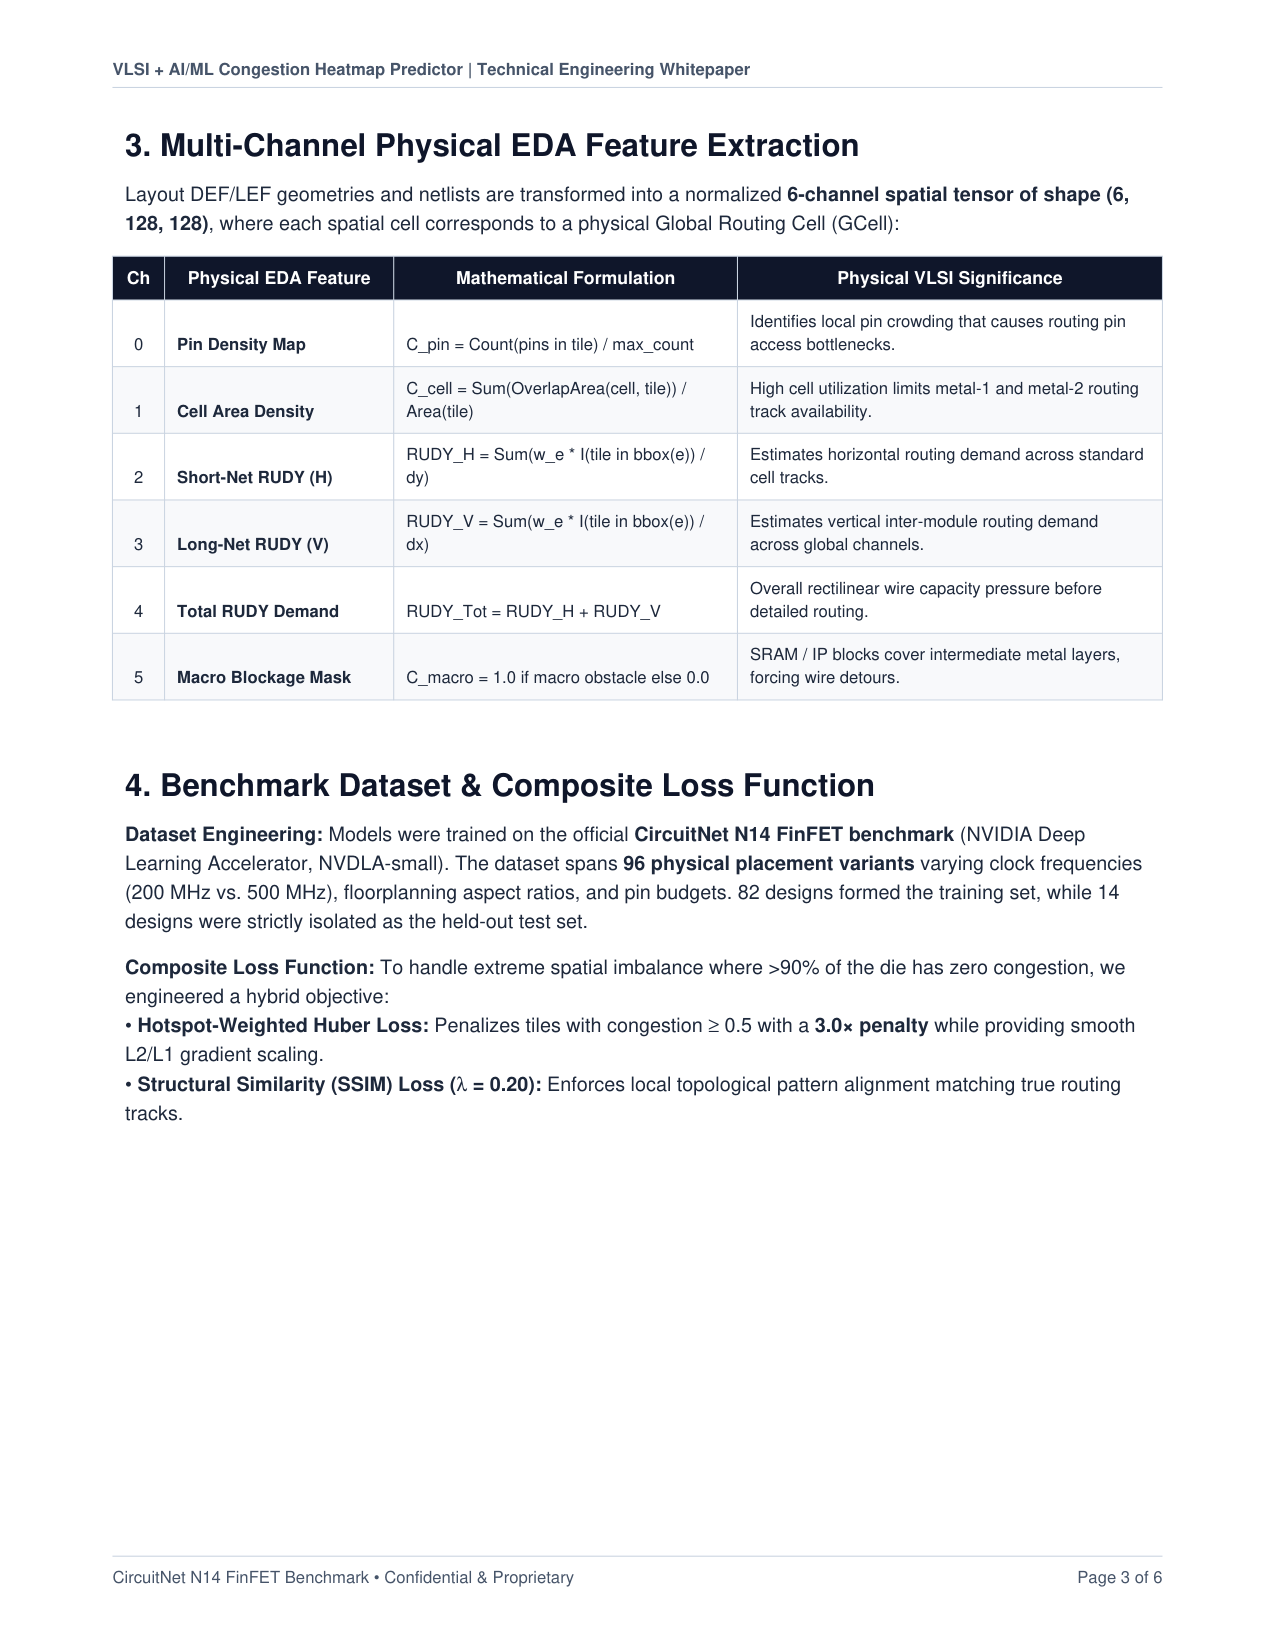 VLSI + AI/ML Congestion Heatmap Predictor | Technical Engineering Whitepaper
3. Multi-Channel Physical EDA Feature Extraction
Layout DEF/LEF geometries and netlists are transformed into a normalized 6-channel spatial tensor of shape (6,
128, 128), where each spatial cell corresponds to a physical Global Routing Cell (GCell):
Ch Physical EDA Feature Mathematical Formulation Physical VLSI Significance
Identifies local pin crowding that causes routing pin
0 Pin Density Map C_pin = Count(pins in tile) / max_count access bottlenecks.
C_cell = Sum(OverlapArea(cell, tile)) / High cell utilization limits metal-1 and metal-2 routing
1 Cell Area Density Area(tile) track availability.
RUDY_H = Sum(w_e * I(tile in bbox(e)) / Estimates horizontal routing demand across standard
2 Short-Net RUDY (H) dy) cell tracks.
RUDY_V = Sum(w_e * I(tile in bbox(e)) / Estimates vertical inter-module routing demand
3 Long-Net RUDY (V) dx) across global channels.
Overall rectilinear wire capacity pressure before
4 Total RUDY Demand RUDY_Tot = RUDY_H + RUDY_V detailed routing.
SRAM / IP blocks cover intermediate metal layers,
5 Macro Blockage Mask C_macro = 1.0 if macro obstacle else 0.0 forcing wire detours.
4. Benchmark Dataset & Composite Loss Function
Dataset Engineering: Models were trained on the official CircuitNet N14 FinFET benchmark (NVIDIA Deep
Learning Accelerator, NVDLA-small). The dataset spans 96 physical placement variants varying clock frequencies
(200 MHz vs. 500 MHz), floorplanning aspect ratios, and pin budgets. 82 designs formed the training set, while 14
designs were strictly isolated as the held-out test set.
Composite Loss Function: To handle extreme spatial imbalance where >90% of the die has zero congestion, we
engineered a hybrid objective:
• Hotspot-Weighted Huber Loss: Penalizes tiles with congestion ≥ 0.5 with a 3.0× penalty while providing smooth
L2/L1 gradient scaling.
• Structural Similarity (SSIM) Loss (λ = 0.20): Enforces local topological pattern alignment matching true routing
tracks.
CircuitNet N14 FinFET Benchmark • Confidential & Proprietary Page 3 of 6